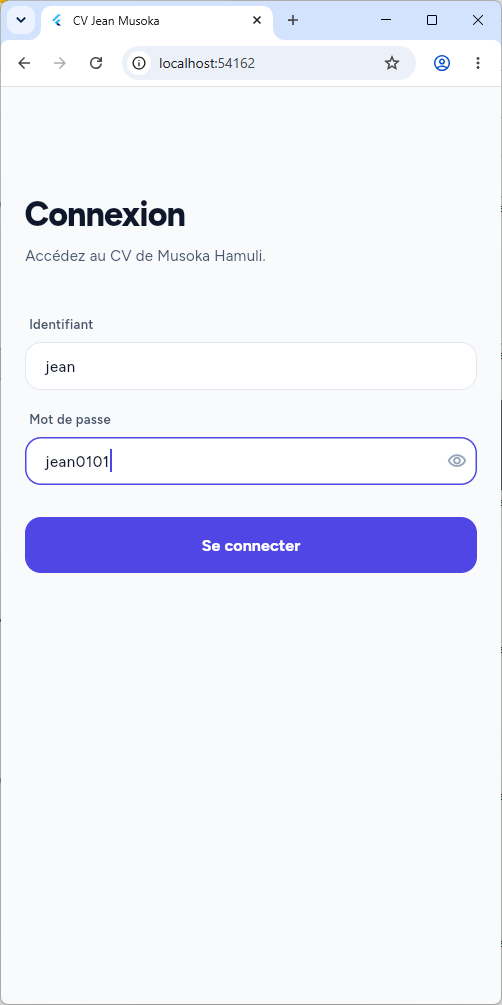 CV Jean Musoka
localhost:54162
Connexion
Accédez au CV de Musoka Hamuli.
Identifiant
jean
Mot de passe
jean0101
Se connecter